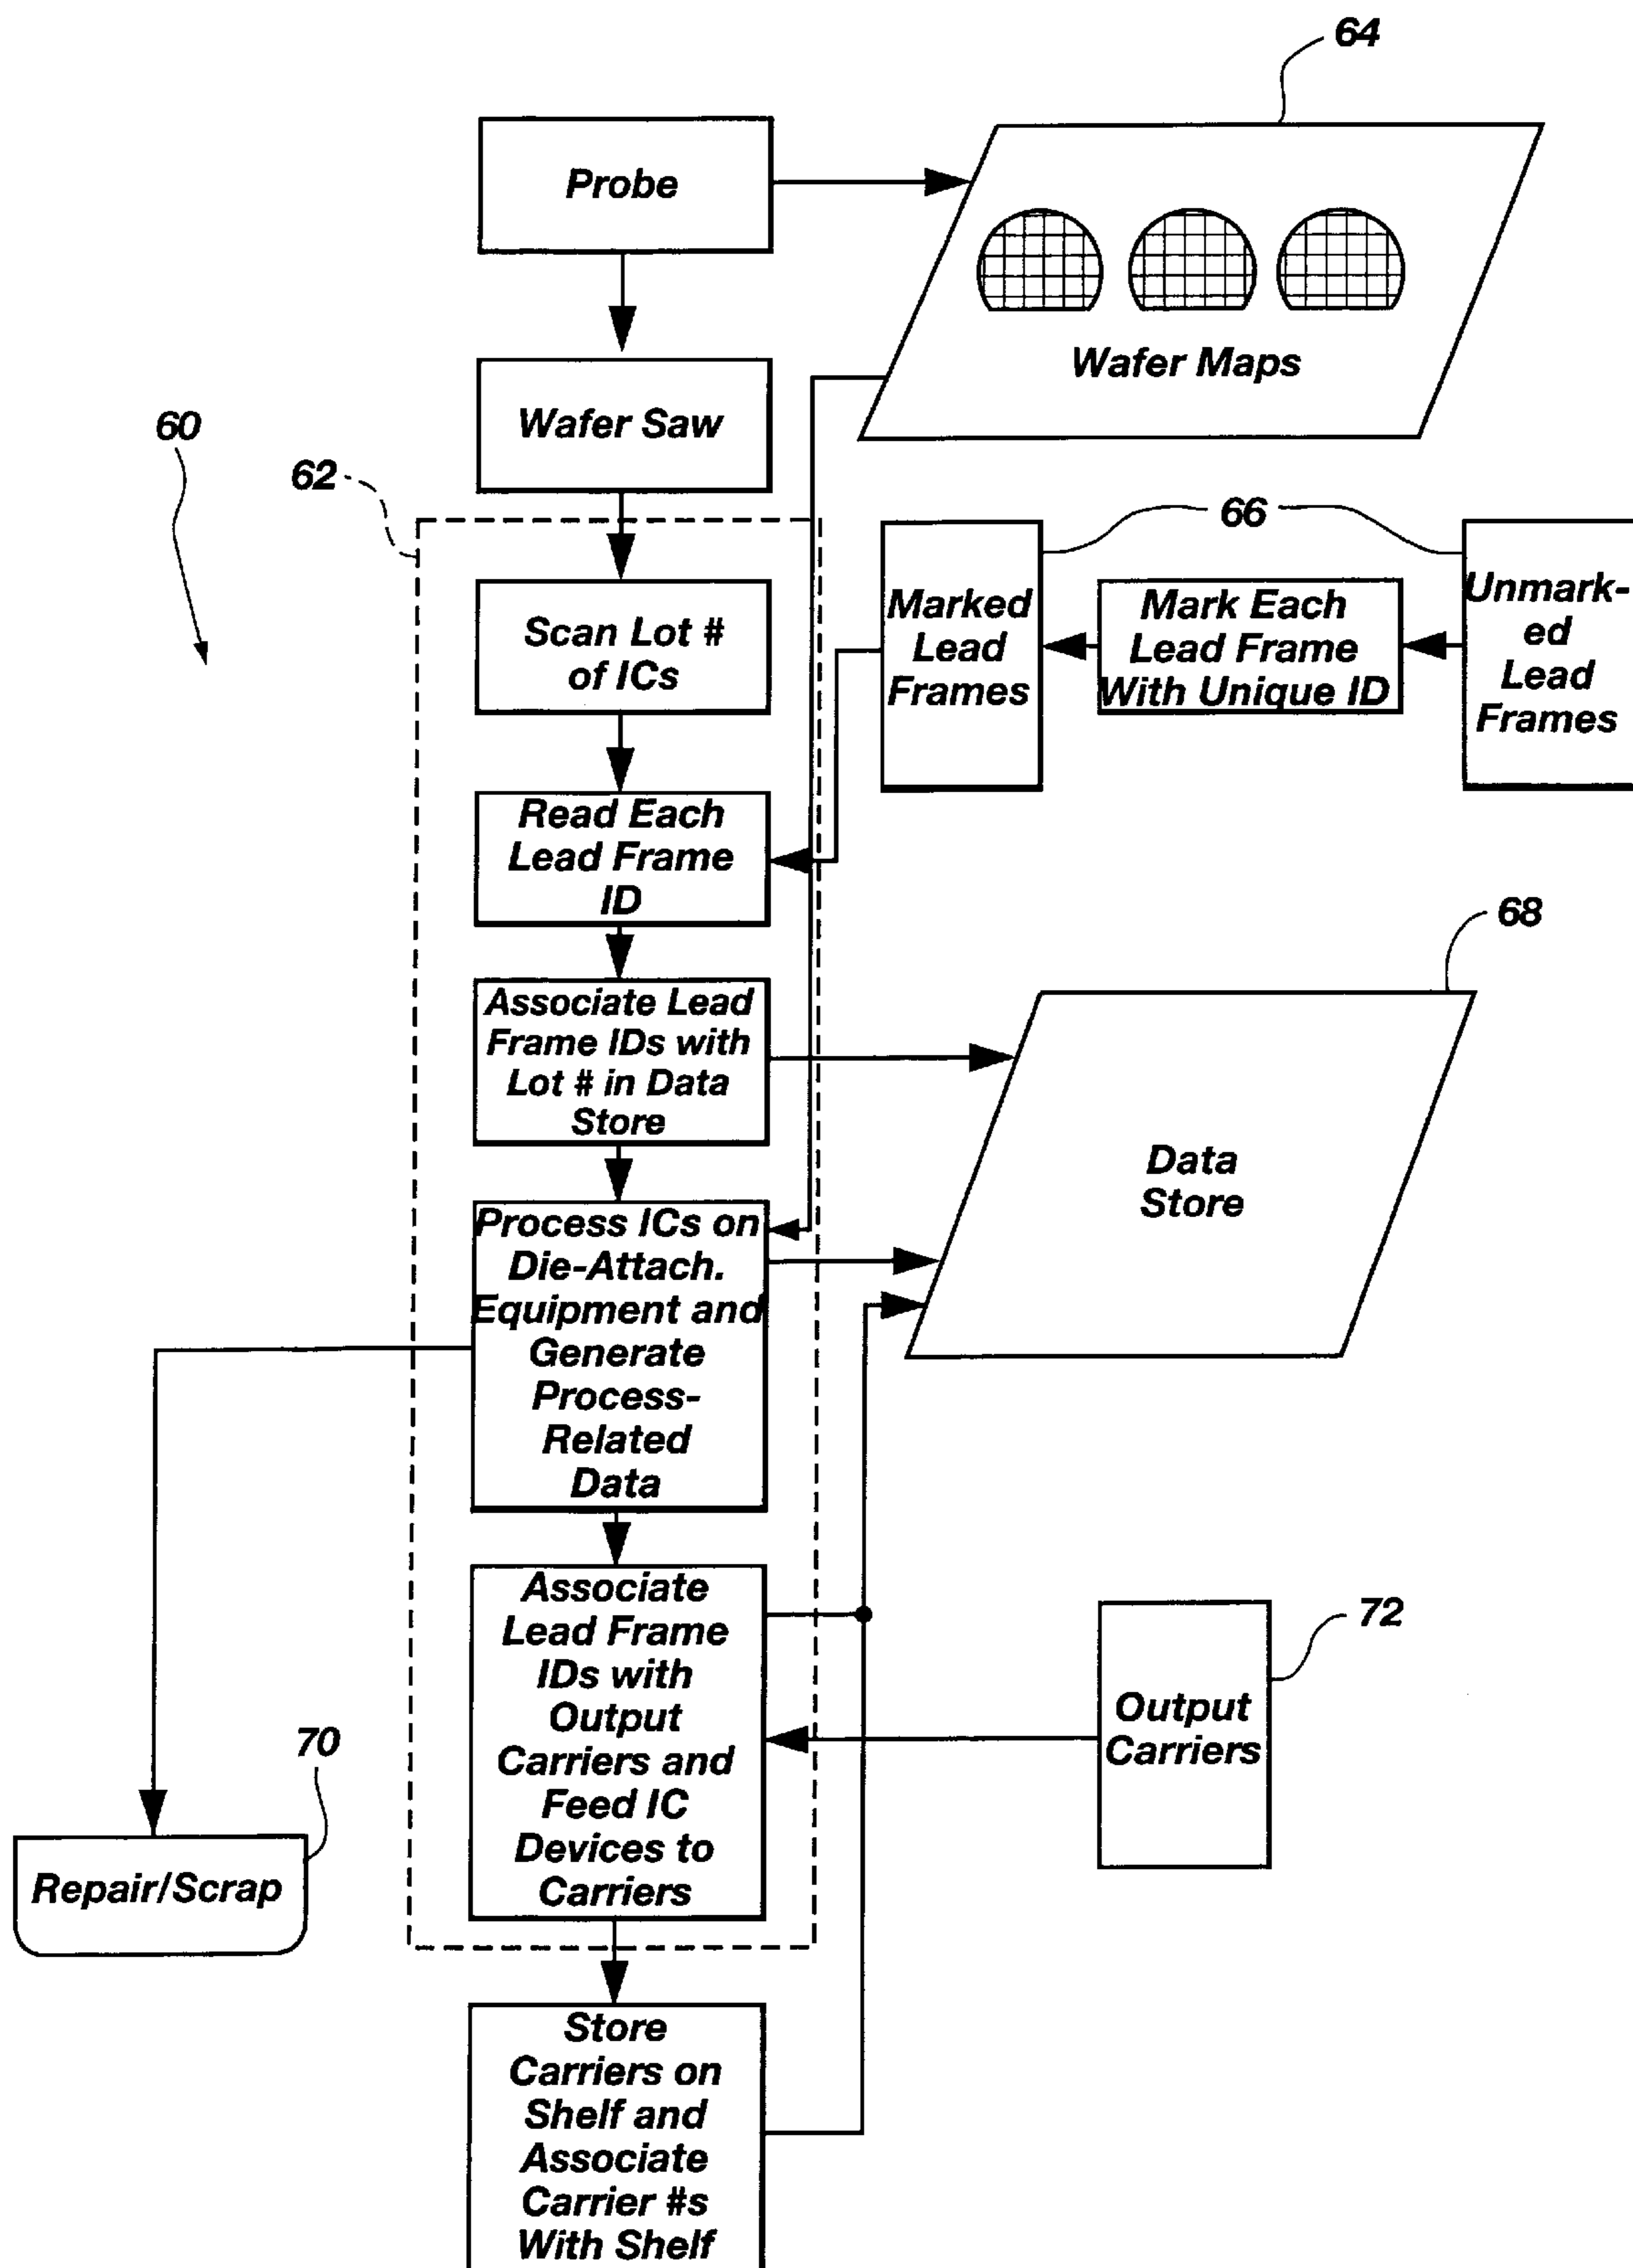 64
Probe
Wafer Maps
Wafer Saw
60
62
66
Scan Lot #
of ICs
Marked
Lead
Frames
Mark Each
Lead Frame
With Unique ID
Unmark-
ed
Lead
Frames
Read Each
Lead Frame
ID
68
Associate Lead
Frame IDs with
Lot # in Data
Store
Data
Store
Process ICs on
Die-Attach.
Equipment and
Generate
Process-
Related
Data
Associate
Lead Frame
IDs with
Output
Carriers and
Feed IC
Devices to
Carriers
72
Output
Carriers
70
Repair/Scrap
Store
Carriers on
Shelf and
Associate
Carrier #s
With Shelf